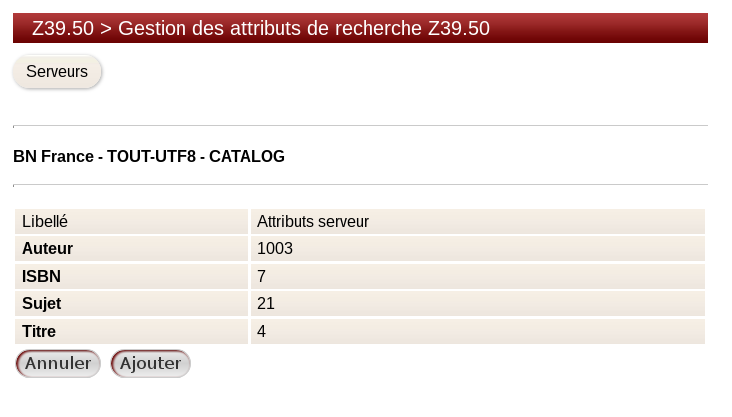 Z39.50 > Gestion des attributs de recherche Z39.50
Serveurs
BN France - TOUT-UTF8 - CATALOG
Libellé Attributs serveur
Auteur 1003
ISBN 7
Sujet 21
Titre 4
Annuler Ajouter